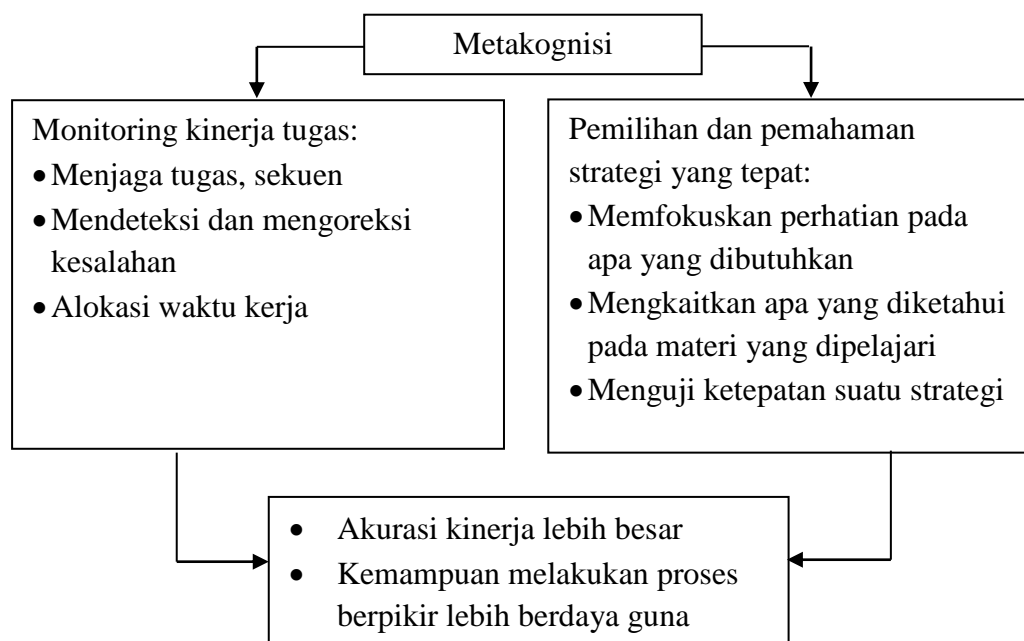 Metakognisi
Monitoring kinerja tugas:
• Menjaga tugas, sekuen
• Mendeteksi dan mengoreksi
kesalahan
• Alokasi waktu kerja
Pemilihan dan pemahaman
strategi yang tepat:
• Memfokuskan perhatian pada
apa yang dibutuhkan
• Mengkaitkan apa yang diketahui
pada materi yang dipelajari
• Menguji ketepatan suatu strategi
• Akurasi kinerja lebih besar
• Kemampuan melakukan proses
berpikir lebih berdaya guna